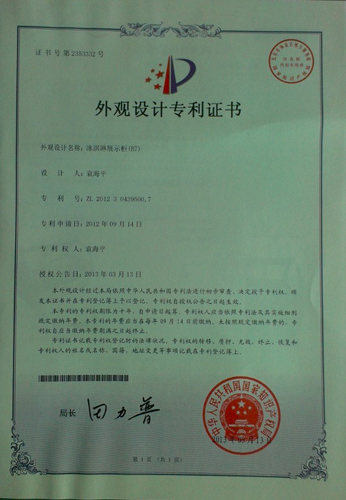 证书号第2383232号
外观设计专利证书
外观设计名称:冰淇淋展示柜(B7)
设 计 人:袁海平
专 利 号:ZL 2012 3 0439500.7
专利申请日:2012年09月14日
专 利 权 人:袁海平
授权公告日:2013年03月13日
本外观设计经过本局依照中华人民共和国专利法进行初步审查,决定授予专利权,颁
发本证书并在专利登记簿上予以登记。专利权自授权公告之日起生效。
本专利的专利权期限为十年,自申请日起算。专利权人应当依照专利法及其实施细则
规定缴纳年费。本专利的年费应当在每年09月14日前缴纳。未按照规定缴纳年费的,专利
权自应当缴纳年费期满之日起终止。
专利证书记载专利权登记时的法律状况。专利权的转移、质押、无效、终止、恢复和
专利权人的姓名或名称、国籍、地址变更等事项记载在专利登记簿上。
局长 田力普
中华人民共和国国家知识产权局
2013年03月13日
第1页(共1页)